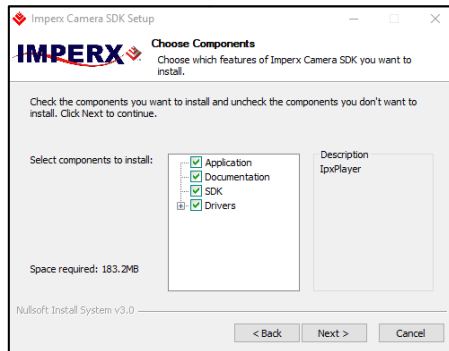 Imperx Camera SDK Setup
IMPERX
Choose Components
Choose which features of Imperx Camera SDK you want to
install.
Check the components you want to install and uncheck the components you don't want to
install. Click Next to continue.
Select components to install:
Application
Documentation
SDK
Drivers
Description
IpxPlayer
Space required: 183.2MB
Nullsoft Install System v3.0
< Back
Next >
Cancel